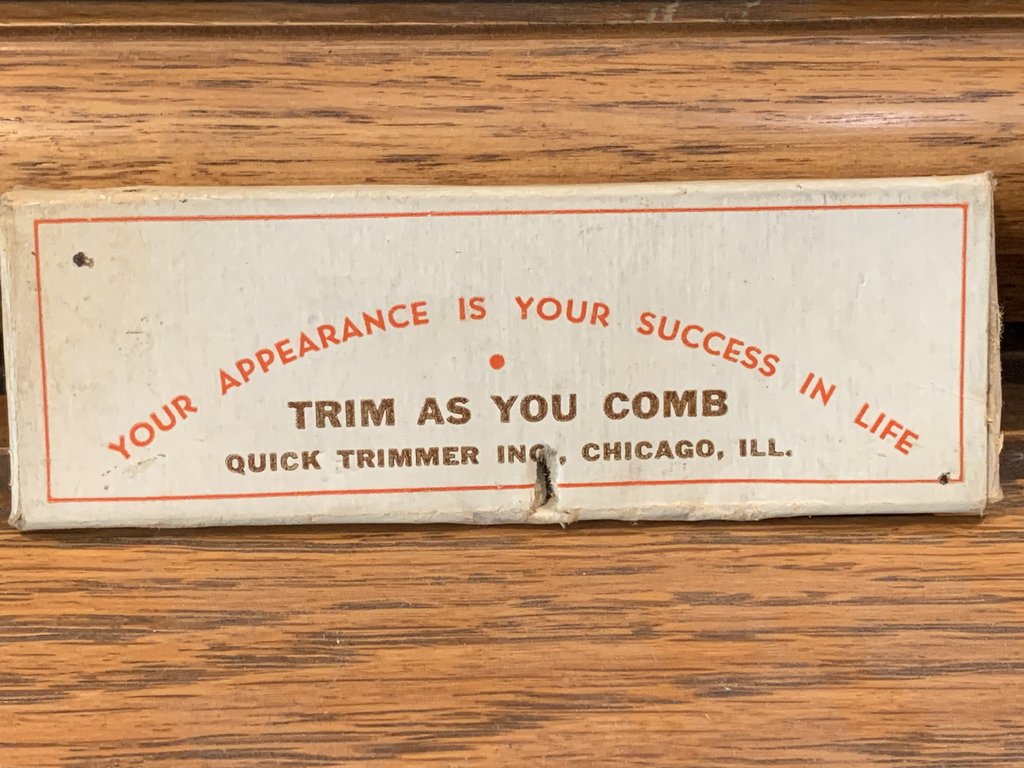 YOUR APPEARANCE IS YOUR SUCCESS IN LIFE
TRIM AS YOU COMB
QUICK TRIMMER INC., CHICAGO, ILL.